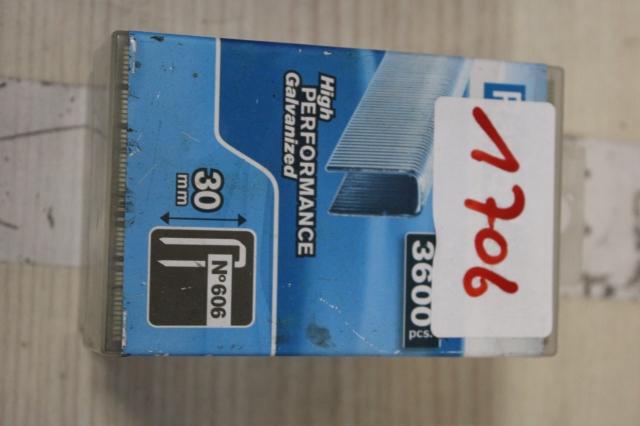 High
PERFORMANCE
Galvanized
30
mm
N° 606
3600
pcs.
1706